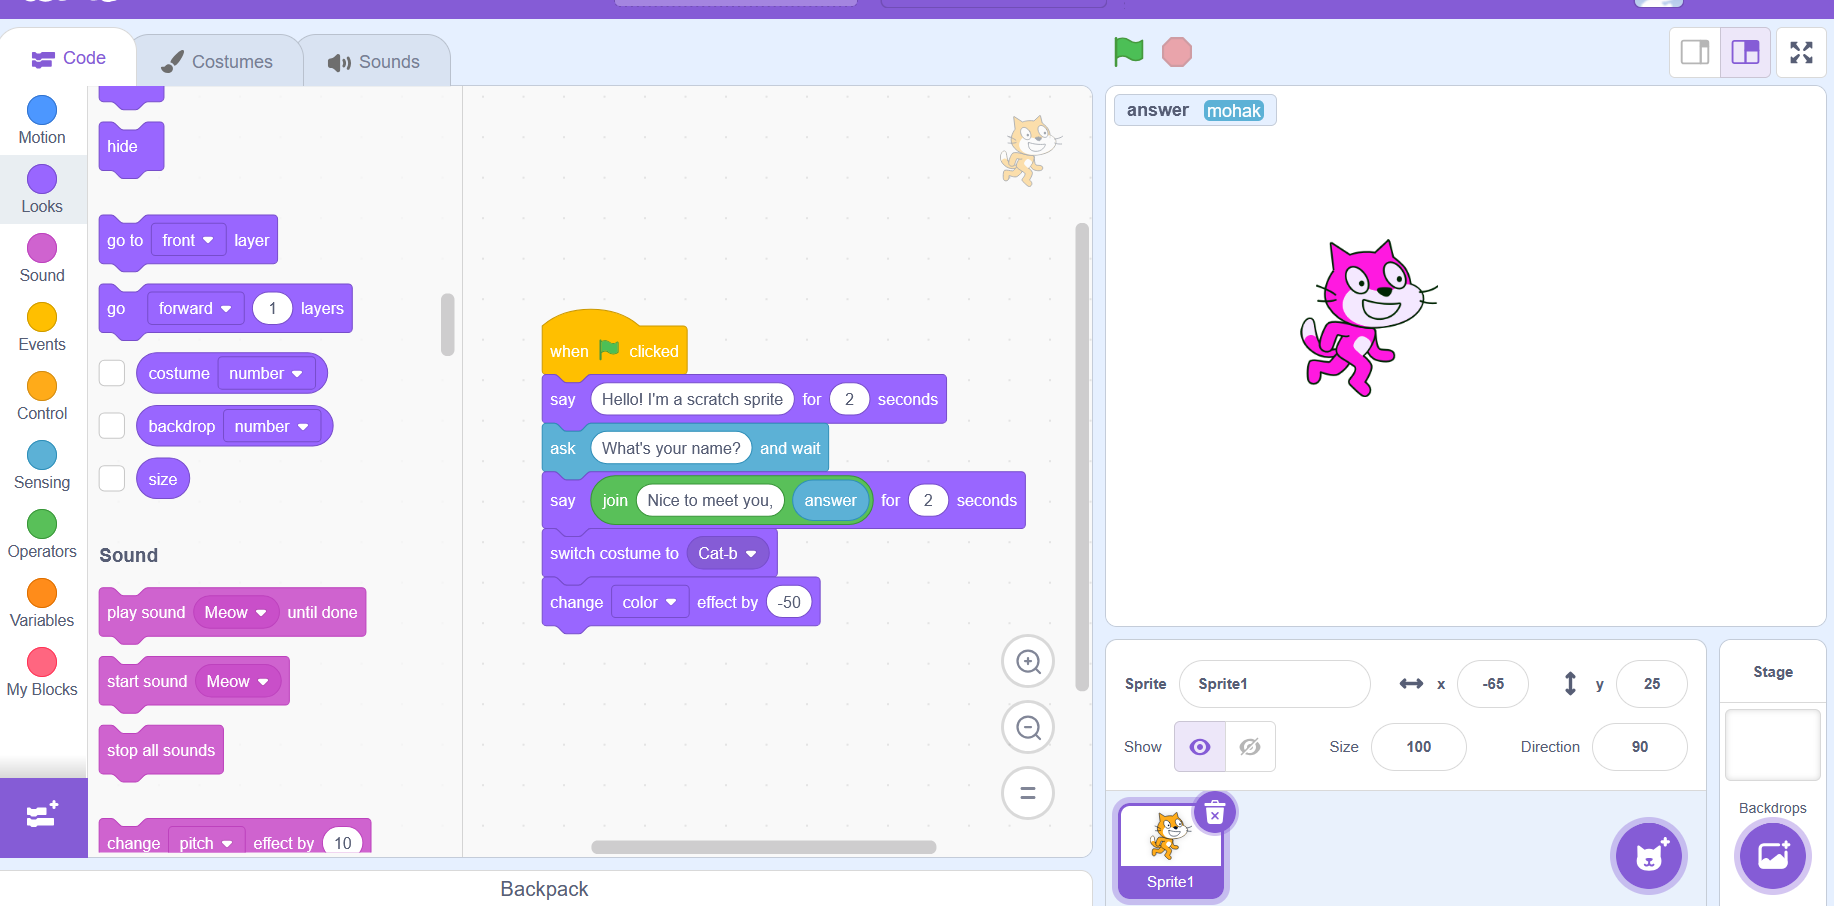 Code
Costumes
Sounds
Motion
Looks
Sound
Events
Control
Sensing
Operators
Variables
My Blocks
hide
go to front layer
go forward 1 layers
costume number
backdrop number
size
Sound
play sound Meow until done
start sound Meow
stop all sounds
change pitch effect by 10
when clicked
say Hello! I'm a scratch sprite for 2 seconds
ask What's your name? and wait
say join Nice to meet you, answer for 2 seconds
switch costume to Cat-b
change color effect by -50
Backpack
answer mohak
Sprite Sprite1 x -65 y 25
Show Size 100 Direction 90
Sprite1
Stage
Backdrops